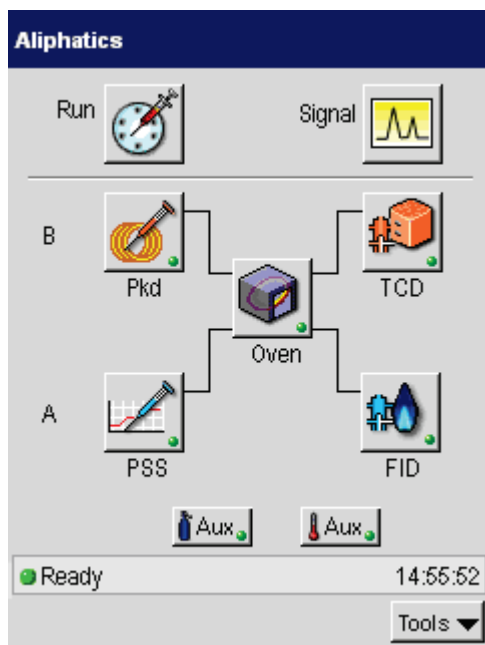 Aliphatics
Run
Signal
B
Pkd
TCD
Oven
A
PSS
FID
Aux
Aux
Ready
14:55:52
Tools